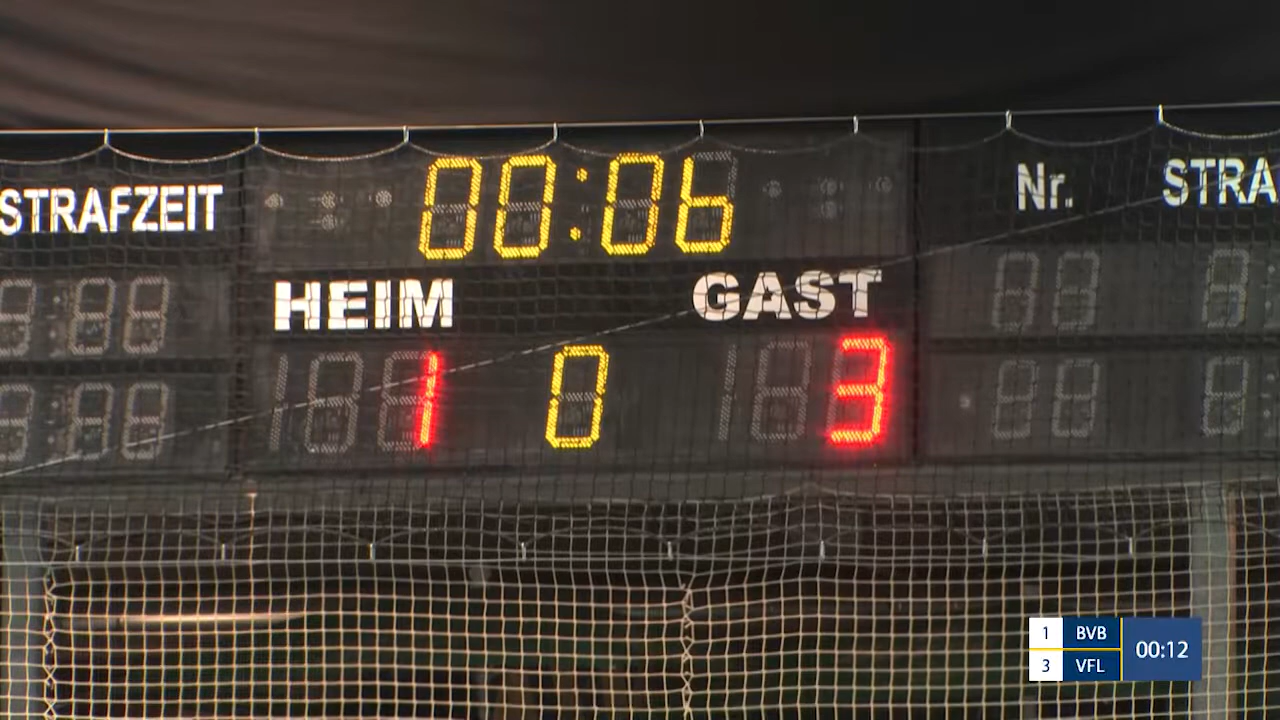 STRAFZEIT
00:06
Nr.
STRA
HEIM
GAST
1
0
3
1 BVB
3 VFL
00:12